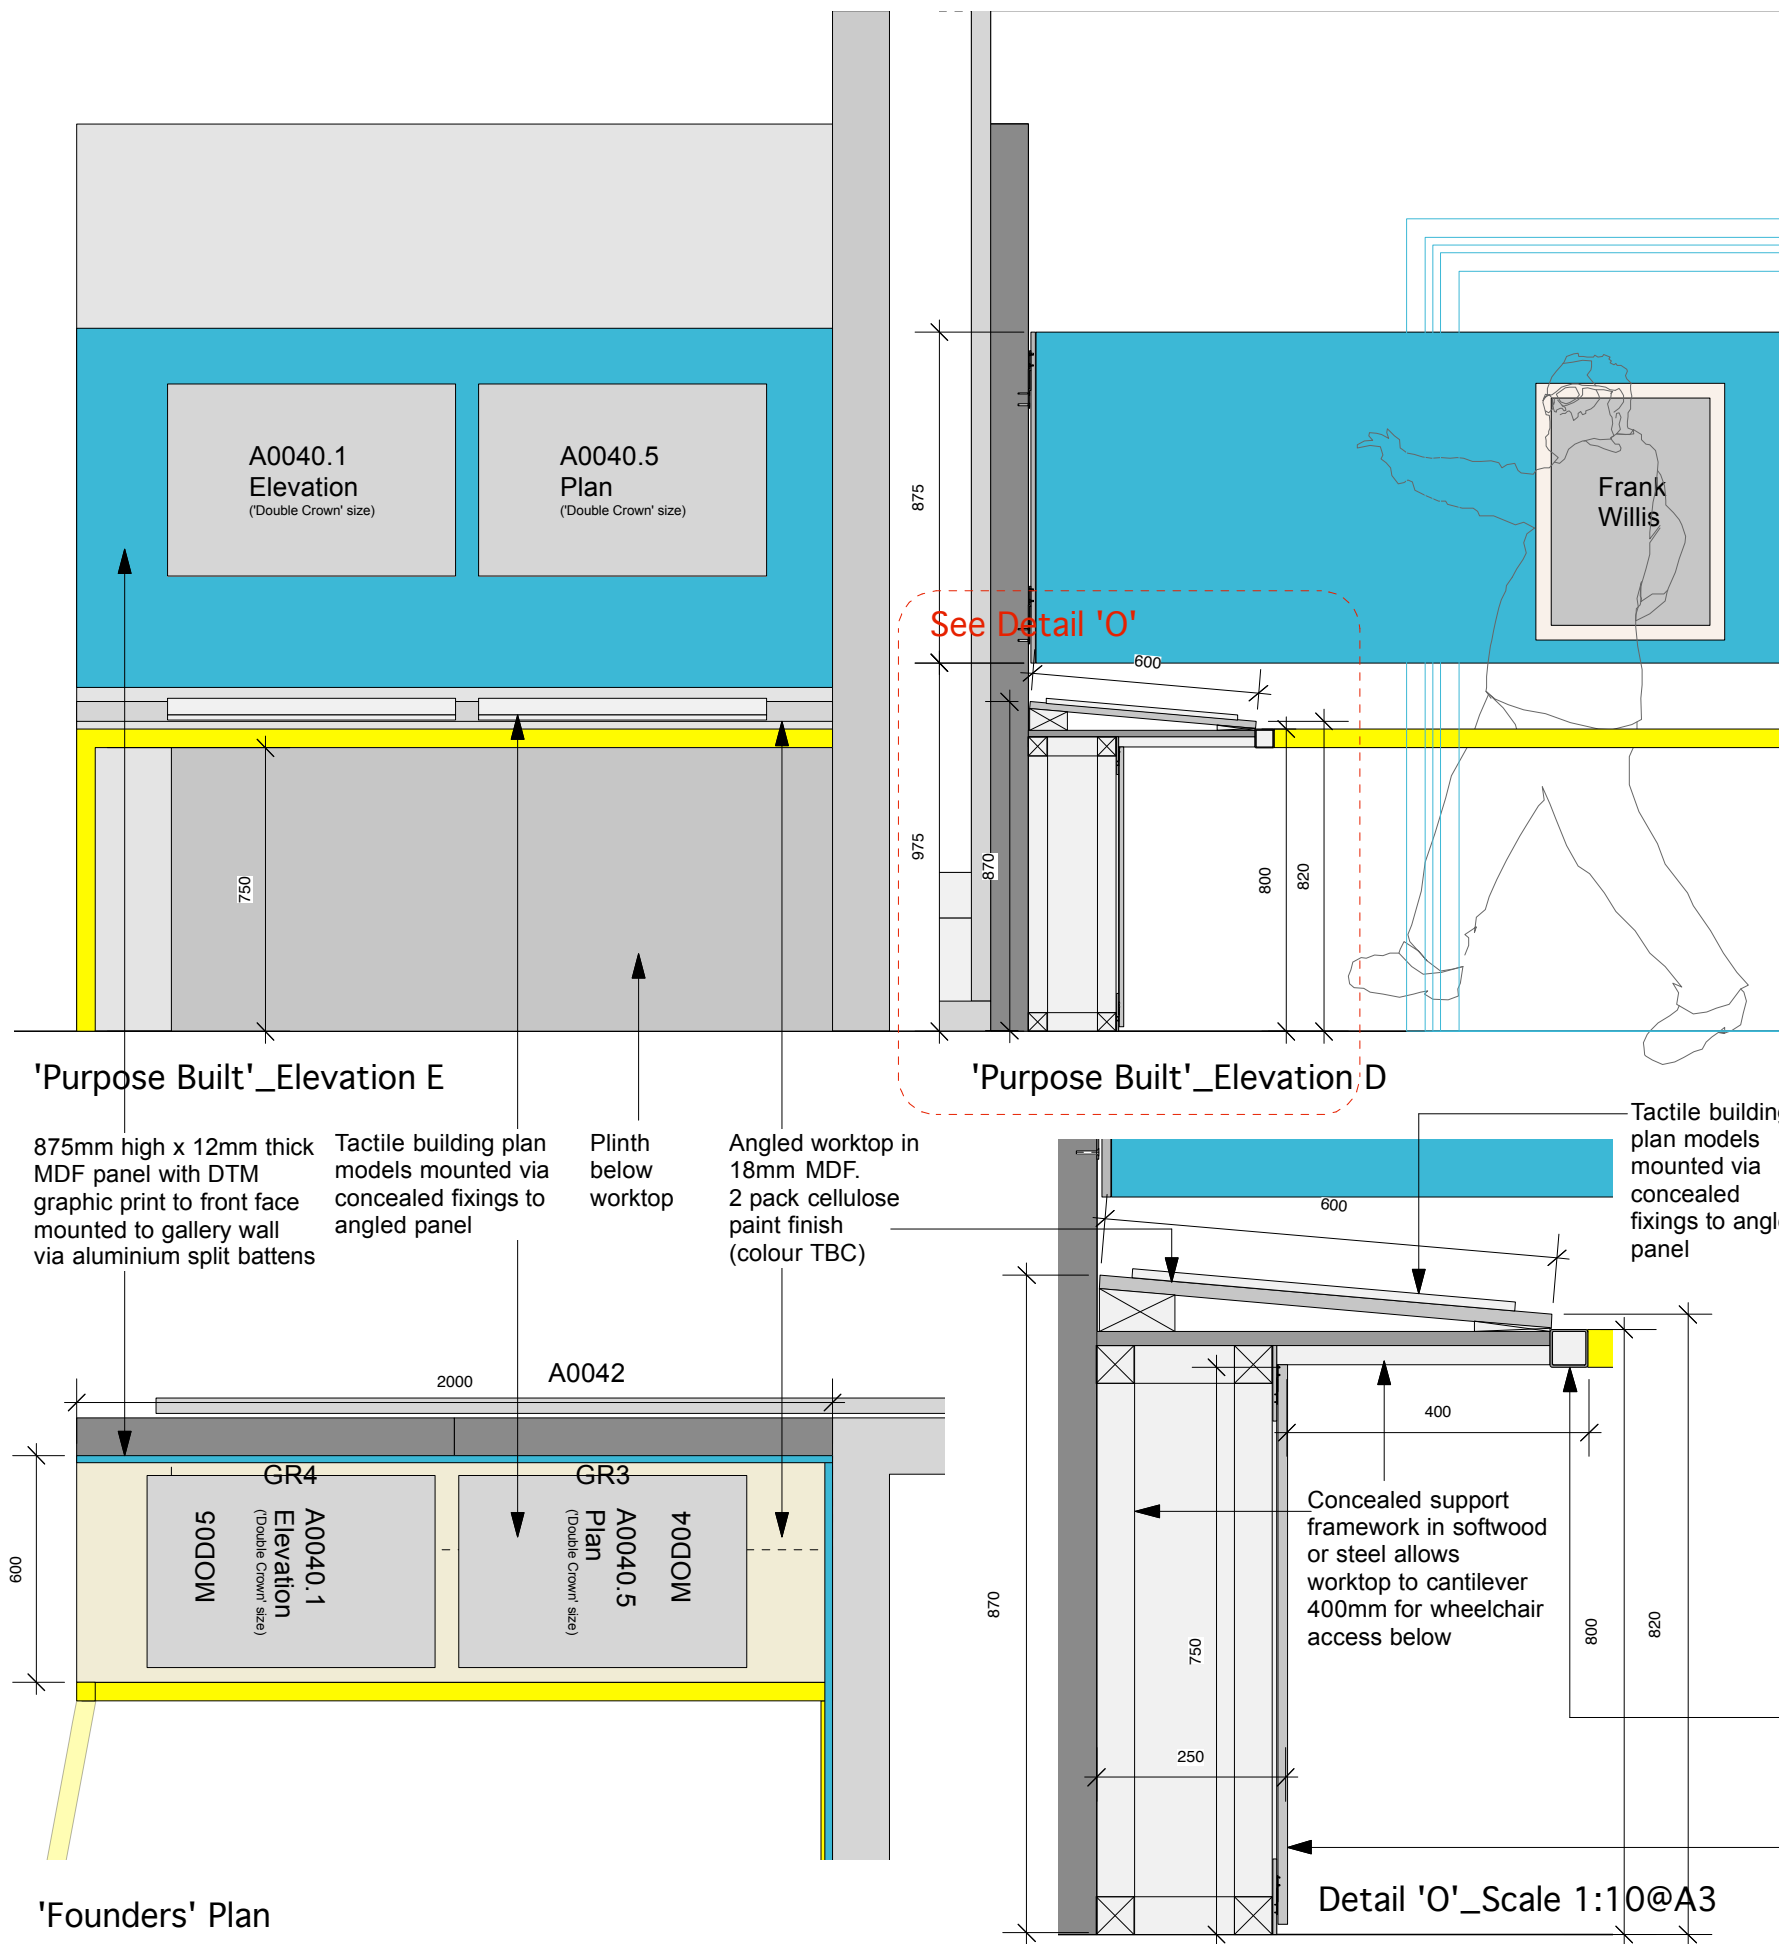 A0040.1
Elevation
('Double Crown' size)
A0040.5
Plan
('Double Crown' size)
Frank
Willis
875
See Detail 'O'
600
975
870
800
820
750
'Purpose Built'_Elevation E
'Purpose Built'_Elevation D
875mm high x 12mm thick
MDF panel with DTM
graphic print to front face
mounted to gallery wall
via aluminium split battens
Tactile building plan
models mounted via
concealed fixings to
angled panel
Plinth
below
worktop
Angled worktop in
18mm MDF.
2 pack cellulose
paint finish
(colour TBC)
Tactile building
plan models
mounted via
concealed
fixings to angle
panel
600
A0042
2000
GR4
GR3
600
MOD05
A0040.1
Elevation
('Double Crown' size)
MOD04
A0040.5
Plan
('Double Crown' size)
400
Concealed support
framework in softwood
or steel allows
worktop to cantilever
400mm for wheelchair
access below
870
750
800
820
250
'Founders' Plan
Detail 'O'_Scale 1:10@A3